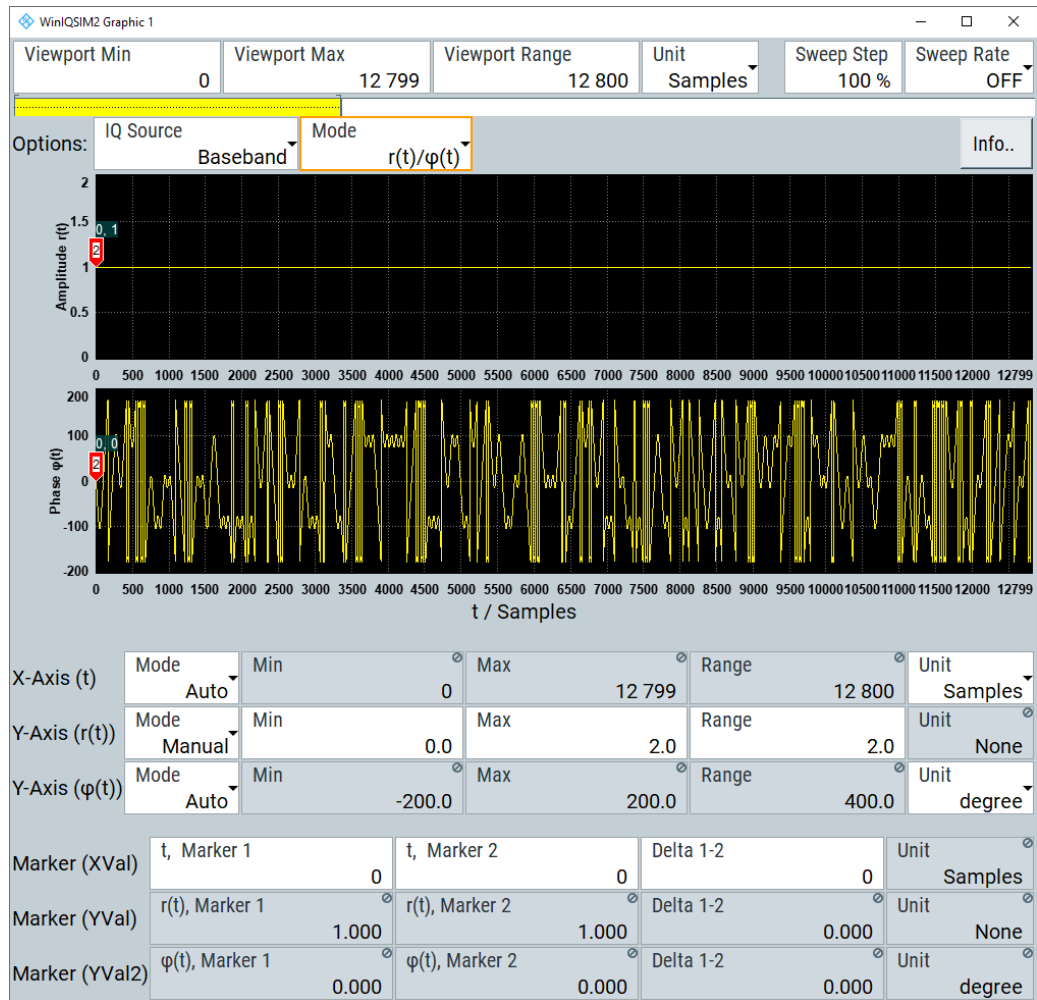 WinIQSIM2 Graphic 1
Viewport Min Viewport Max Viewport Range Unit Sweep Step Sweep Rate
0 12 799 12 800 Samples 100 % OFF
Options: IQ Source Mode Info..
Baseband r(t)/φ(t)
2
1.5
1
0.5
0
Amplitude r(t)
0, 1
2
0 500 1000 1500 2000 2500 3000 3500 4000 4500 5000 5500 6000 6500 7000 7500 8000 8500 9000 9500 10000 10500 11000 11500 12000 12799
200
100
0
-100
-200
Phase φ(t)
0, 0
2
0 500 1000 1500 2000 2500 3000 3500 4000 4500 5000 5500 6000 6500 7000 7500 8000 8500 9000 9500 10000 10500 11000 11500 12000 12799
t / Samples
X-Axis (t) Mode Min Max Range Unit
Auto 0 12 799 12 800 Samples
Y-Axis (r(t)) Mode Min Max Range Unit
Manual 0.0 2.0 2.0 None
Y-Axis (φ(t)) Mode Min Max Range Unit
Auto -200.0 200.0 400.0 degree
Marker (XVal) t, Marker 1 t, Marker 2 Delta 1-2 Unit
0 0 0 Samples
Marker (YVal) r(t), Marker 1 r(t), Marker 2 Delta 1-2 Unit
1.000 1.000 0.000 None
Marker (YVal2) φ(t), Marker 1 φ(t), Marker 2 Delta 1-2 Unit
0.000 0.000 0.000 degree